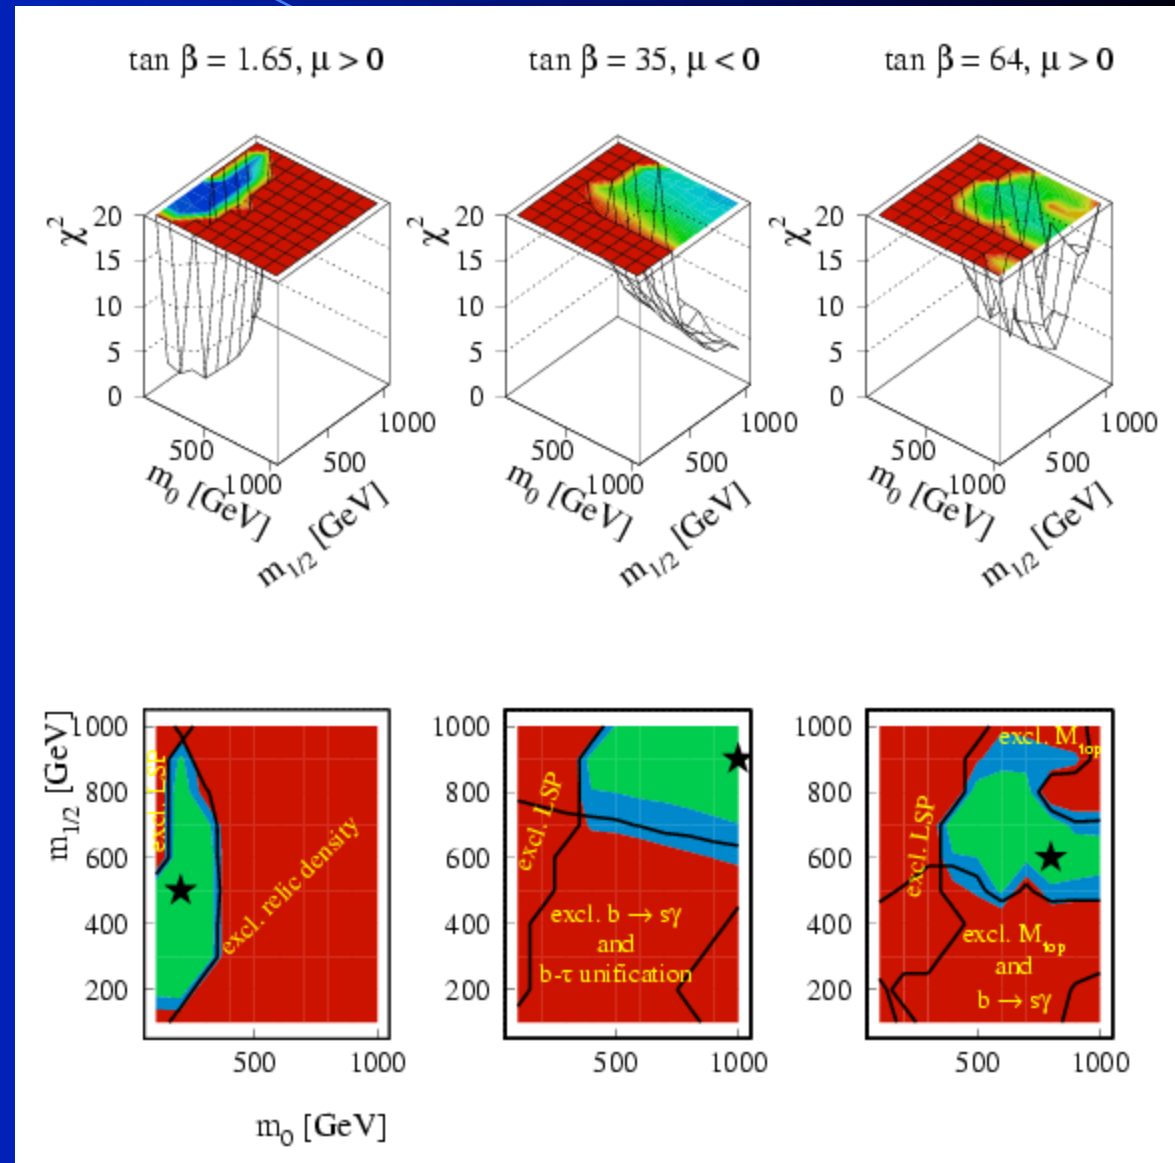 tan β = 1.65, μ > 0
tan β = 35, μ < 0
tan β = 64, μ > 0
χ²
20
15
10
5
0
500
1000
m₀ [GeV]
500
1000
m₁/₂ [GeV]
χ²
20
15
10
5
0
500
1000
m₀ [GeV]
500
1000
m₁/₂ [GeV]
χ²
20
15
10
5
0
500
1000
m₀ [GeV]
500
1000
m₁/₂ [GeV]
m₁/₂ [GeV]
1000
800
600
400
200
excl. LSP
excl. relic density
500
1000
1000
800
600
400
200
excl. LSP
excl. b → sγ
and
b-τ unification
500
1000
1000
800
600
400
200
excl. M_top
excl. LSP
excl. M_top
and
b → sγ
500
1000
m₀ [GeV]